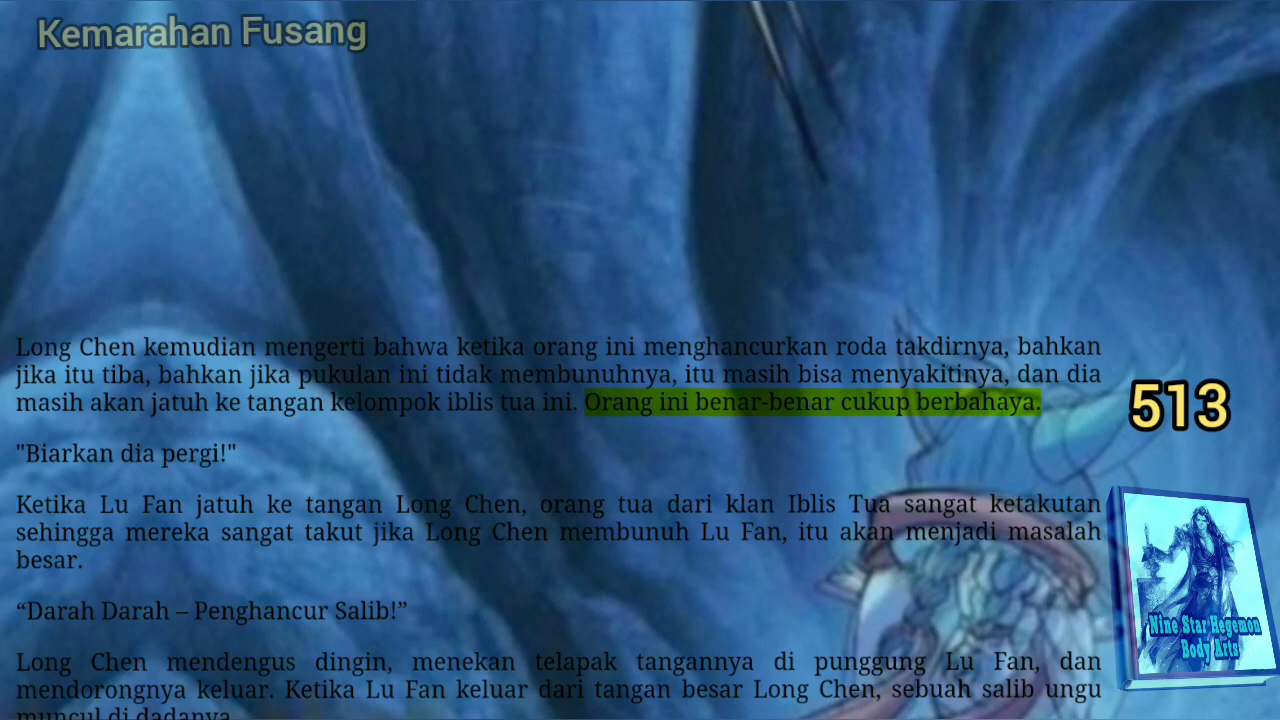 Kemarahan Fusang
Long Chen kemudian mengerti bahwa ketika orang ini menghancurkan roda takdirnya, bahkan
jika itu tiba, bahkan jika pukulan ini tidak membunuhnya, itu masih bisa menyakitinya, dan dia
masih akan jatuh ke tangan kelompok iblis tua ini. Orang ini benar-benar cukup berbahaya.
513
"Biarkan dia pergi!"
Ketika Lu Fan jatuh ke tangan Long Chen, orang tua dari klan Iblis Tua sangat ketakutan
sehingga mereka sangat takut jika Long Chen membunuh Lu Fan, itu akan menjadi masalah
besar.
“Darah Darah – Penghancur Salib!”
Long Chen mendengus dingin, menekan telapak tangannya di punggung Lu Fan, dan
mendorongnya keluar. Ketika Lu Fan keluar dari tangan besar Long Chen, sebuah salib ungu
muncul di dadanya.
Nine Star Hegemon
Body Arts